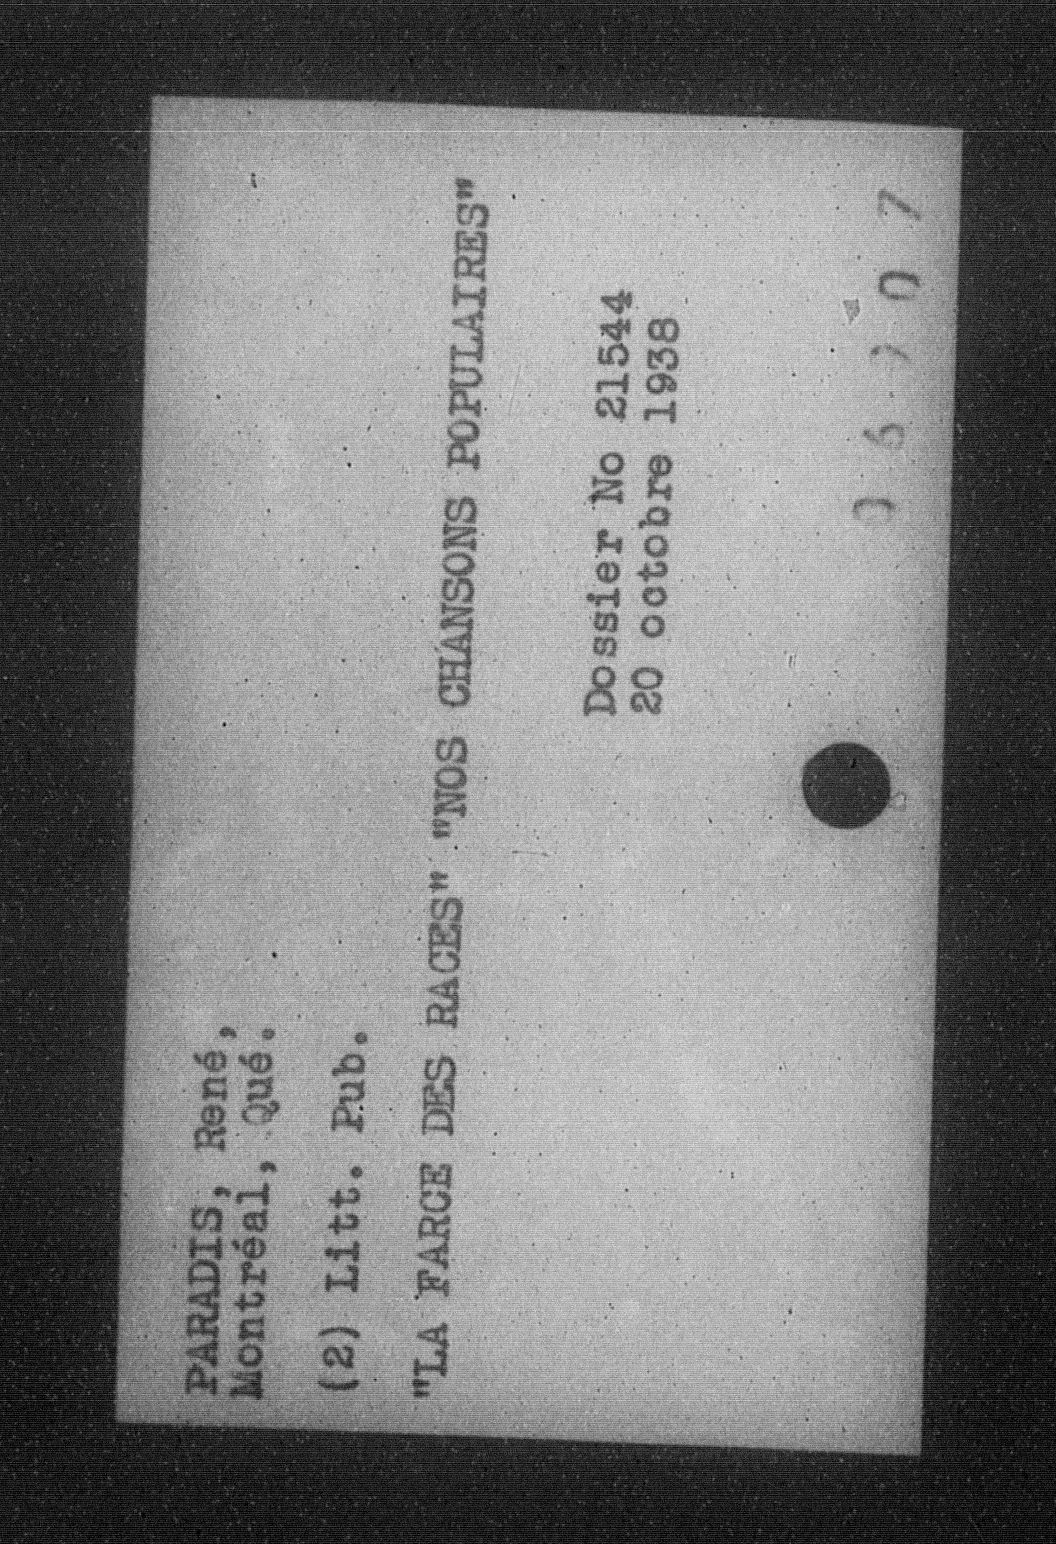 PARADIS, René,
Montréal, Qué.
(2) Litt. Pub.
"LA FARCE DES RACES" "NOS CHANSONS POPULAIRES"
Dossier No 21544
20 octobre 1938